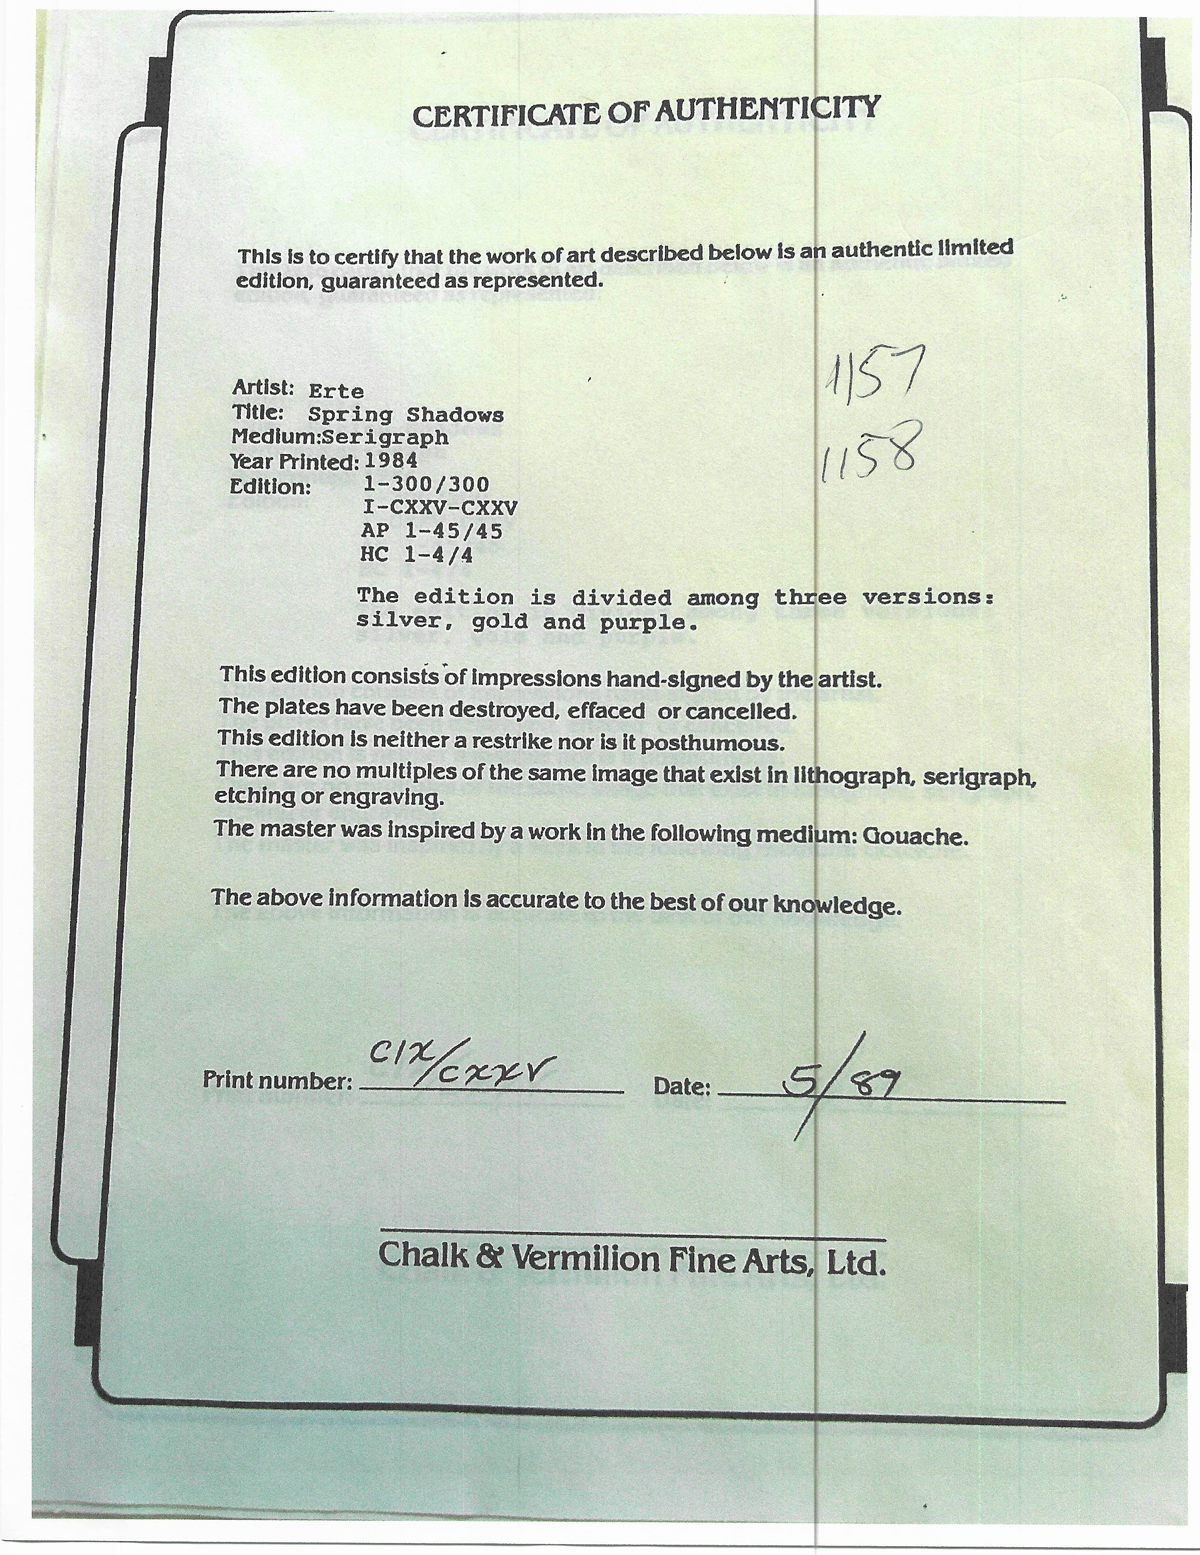 CERTIFICATE OF AUTHENTICITY
This is to certify that the work of art described below is an authentic limited
edition, guaranteed as represented.
1157
1158
Artist: Erte
Title: Spring Shadows
Medium:Serigraph
Year Printed: 1984
Edition: 1-300/300
I-CXXV-CXXV
AP 1-45/45
HC 1-4/4
The edition is divided among three versions:
silver, gold and purple.
This edition consists of impressions hand-signed by the artist.
The plates have been destroyed, effaced or cancelled.
This edition is neither a restrike nor is it posthumous.
There are no multiples of the same image that exist in lithograph, serigraph,
etching or engraving.
The master was inspired by a work in the following medium: Gouache.
The above information is accurate to the best of our knowledge.
Print number: CIX/CXXV Date: 5/89
Chalk & Vermilion Fine Arts, Ltd.